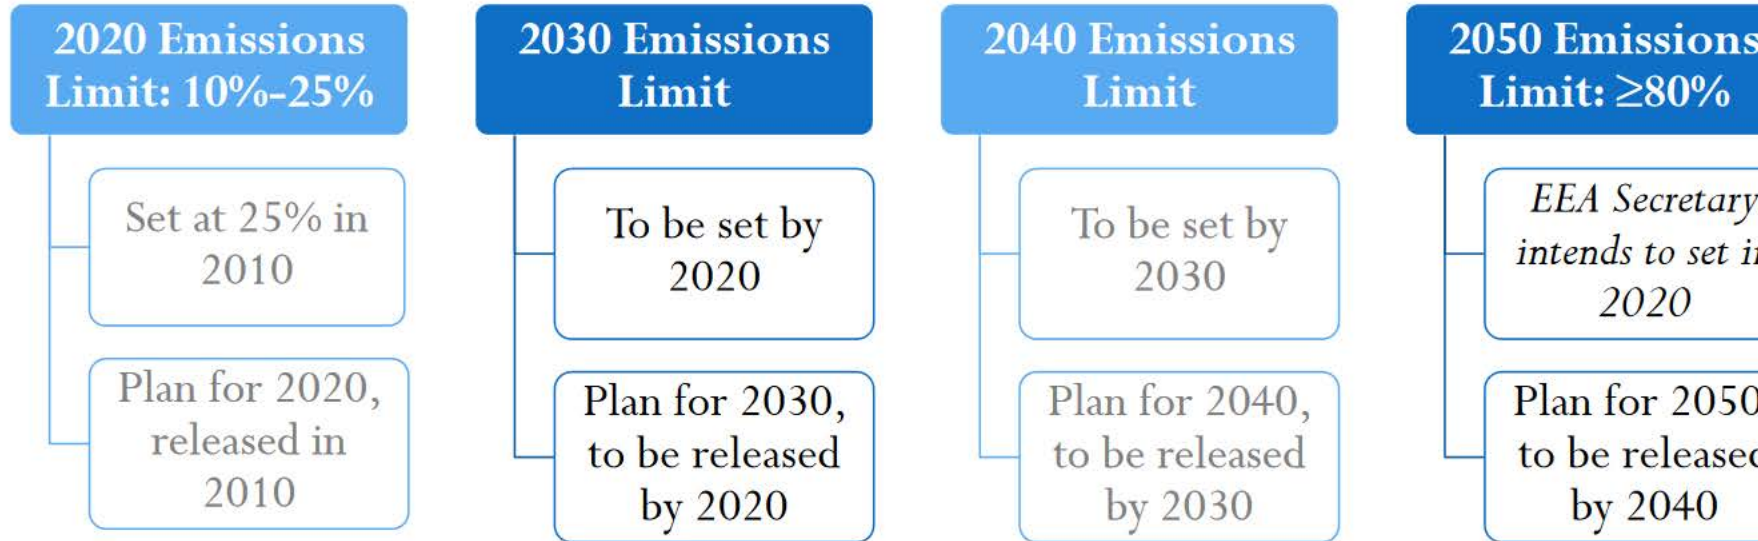 2020 Emissions
Limit: 10%-25%
Set at 25% in
2010
Plan for 2020,
released in
2010
2030 Emissions
Limit
To be set by
2020
Plan for 2030,
to be released
by 2020
2040 Emissions
Limit
To be set by
2030
Plan for 2040,
to be released
by 2030
2050 Emissions
Limit: ≥80%
EEA Secretary
intends to set in
2020
Plan for 2050
to be released
by 2040